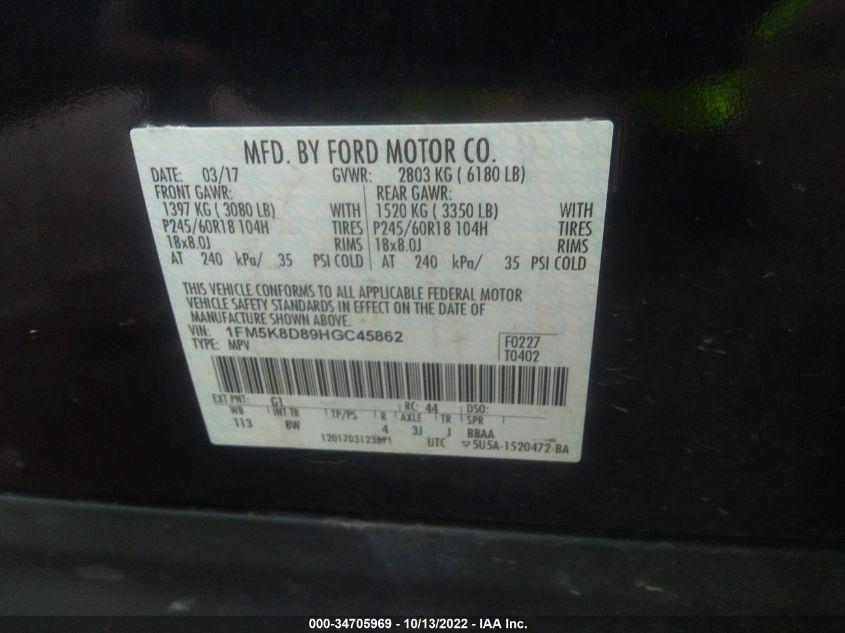 MFD. BY FORD MOTOR CO.
DATE: 03/17 GVWR: 2803 KG ( 6180 LB)
FRONT GAWR: REAR GAWR:
1397 KG ( 3080 LB) WITH 1520 KG ( 3350 LB) WITH
P245/60R18 104H TIRES P245/60R18 104H TIRES
18x8.0J RIMS 18x8.0J RIMS
AT 240 kPa/ 35 PSI COLD AT 240 kPa/ 35 PSI COLD
THIS VEHICLE CONFORMS TO ALL APPLICABLE FEDERAL MOTOR
VEHICLE SAFETY STANDARDS IN EFFECT ON THE DATE OF
MANUFACTURE SHOWN ABOVE.
VIN: 1FM5K8D89HGC45862 F0227
TYPE: MPV T0402
EXT PNT: G1 RC: 44 DSO:
WB INT TR TP/PS R AXLE TR SPR
113 BW 4 3J J BBAA
UTC ▽5U5A-1520472-BA
000-34705969 - 10/13/2022 - IAA Inc.